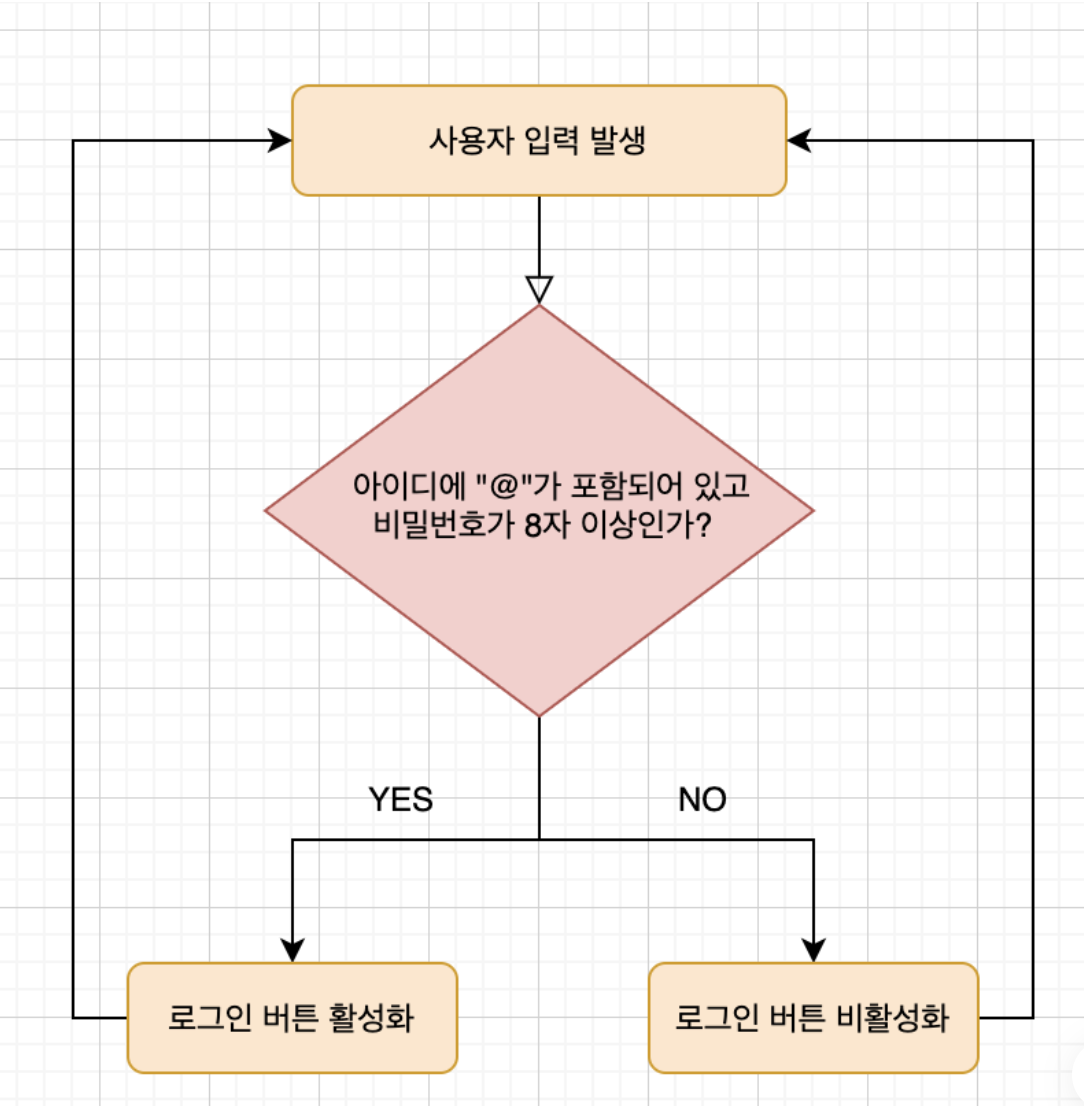 사용자 입력 발생
아이디에 "@"가 포함되어 있고
비밀번호가 8자 이상인가?
YES
NO
로그인 버튼 활성화
로그인 버튼 비활성화